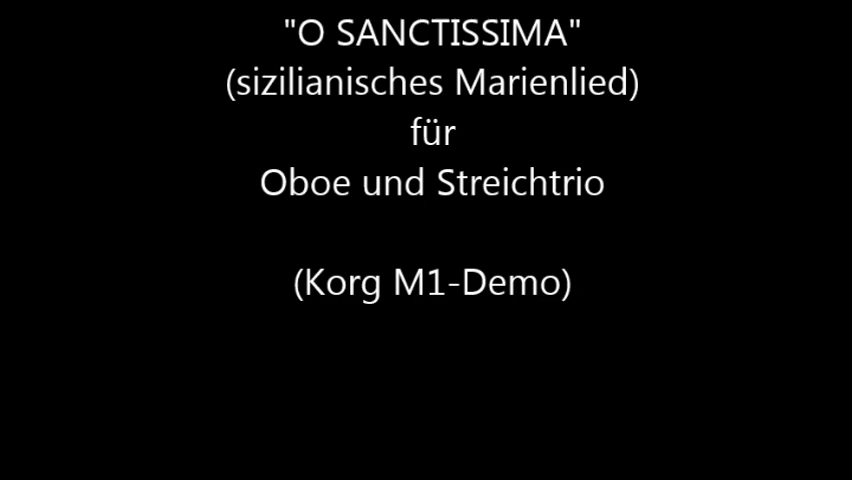 "O SANCTISSIMA"
(sizilianisches Marienlied)
für
Oboe und Streichtrio
(Korg M1-Demo)